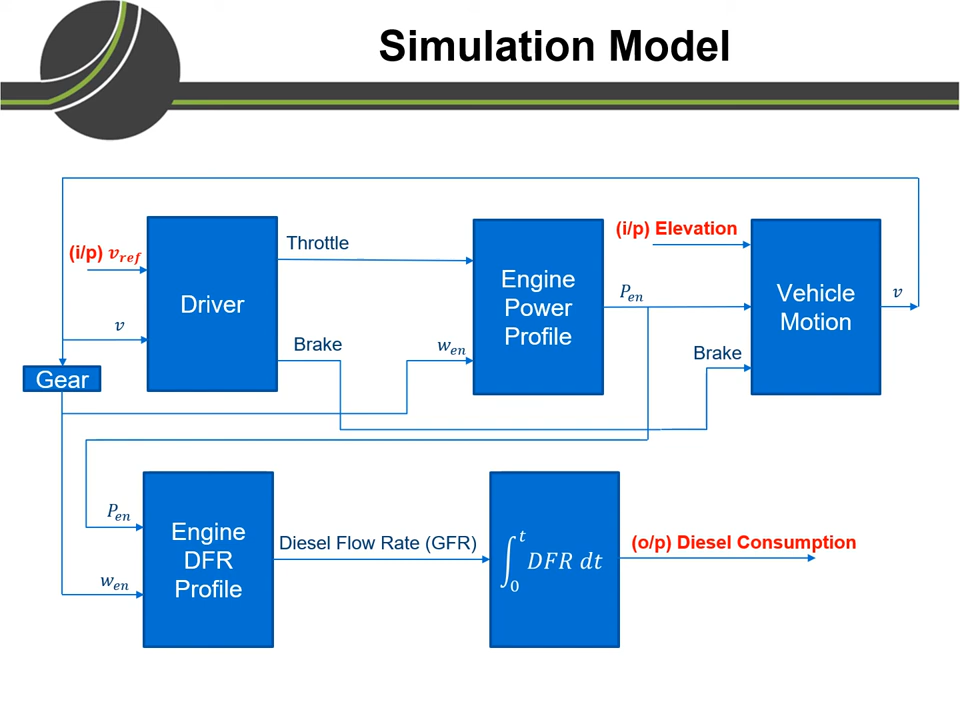 Simulation Model
(i/p) v_ref
v
Gear
Driver
Throttle
Brake
w_en
Engine
Power
Profile
(i/p) Elevation
P_en
Brake
Vehicle
Motion
v
P_en
w_en
Engine
DFR
Profile
Diesel Flow Rate (GFR)
∫₀ᵗ DFR dt
(o/p) Diesel Consumption